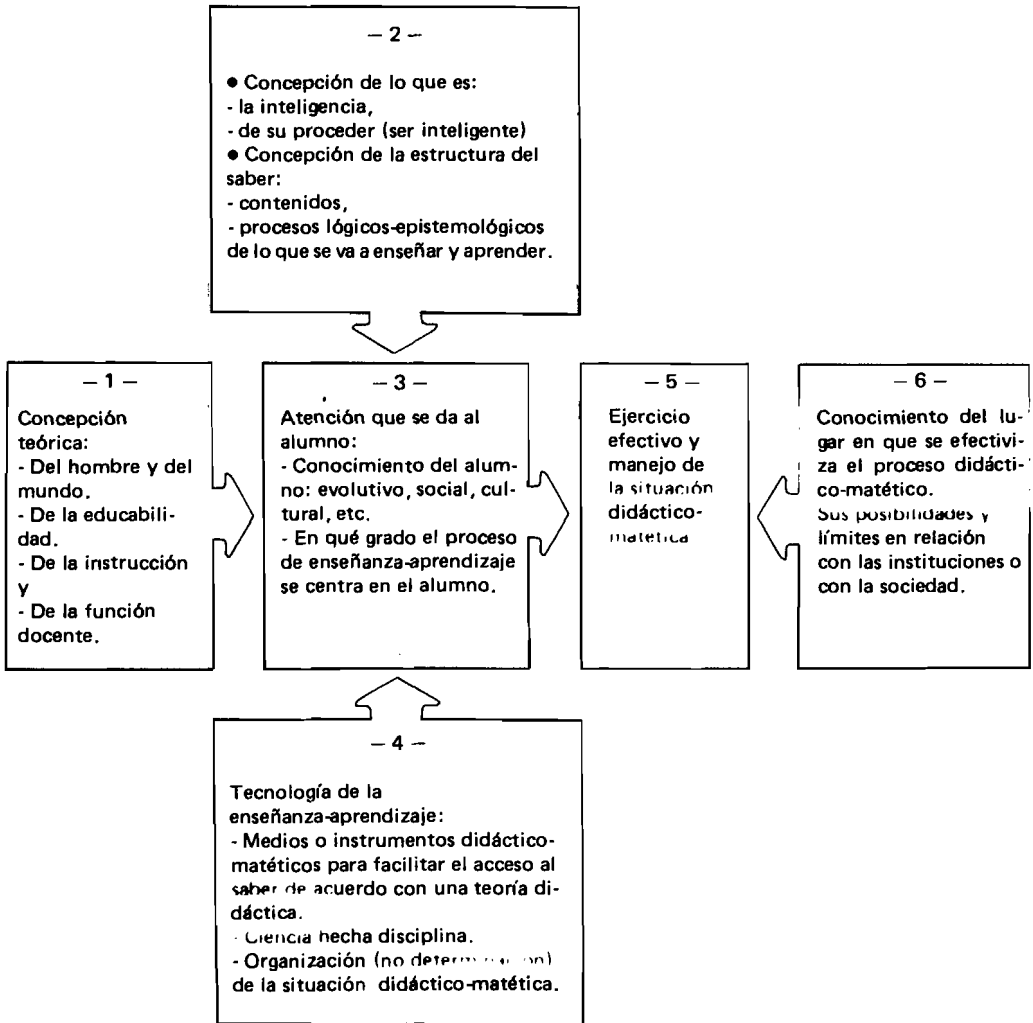 — 2 —
● Concepción de lo que es:
- la inteligencia,
- de su proceder (ser inteligente)
● Concepción de la estructura del
saber:
- contenidos,
- procesos lógicos-epistemológicos
de lo que se va a enseñar y aprender.
— 1 —
Concepción
teórica:
- Del hombre y del
mundo.
- De la educabili-
dad.
- De la instrucción
y
- De la función
docente.
— 3 —
Atención que se da al
alumno:
- Conocimiento del alum-
no: evolutivo, social, cul-
tural, etc.
- En qué grado el proceso
de enseñanza-aprendizaje
se centra en el alumno.
— 5 —
Ejercicio
efectivo y
manejo de
la situación
didáctico-
matética
— 6 —
Conocimiento del lu-
gar en que se efectivi-
za el proceso didácti-
co-matético.
Sus posibilidades y
límites en relación
con las instituciones o
con la sociedad.
— 4 —
Tecnología de la
enseñanza-aprendizaje:
- Medios o instrumentos didáctico-
matéticos para facilitar el acceso al
saber de acuerdo con una teoría di-
dáctica.
- Ciencia hecha disciplina.
- Organización (no determinación)
de la situación didáctico-matética.